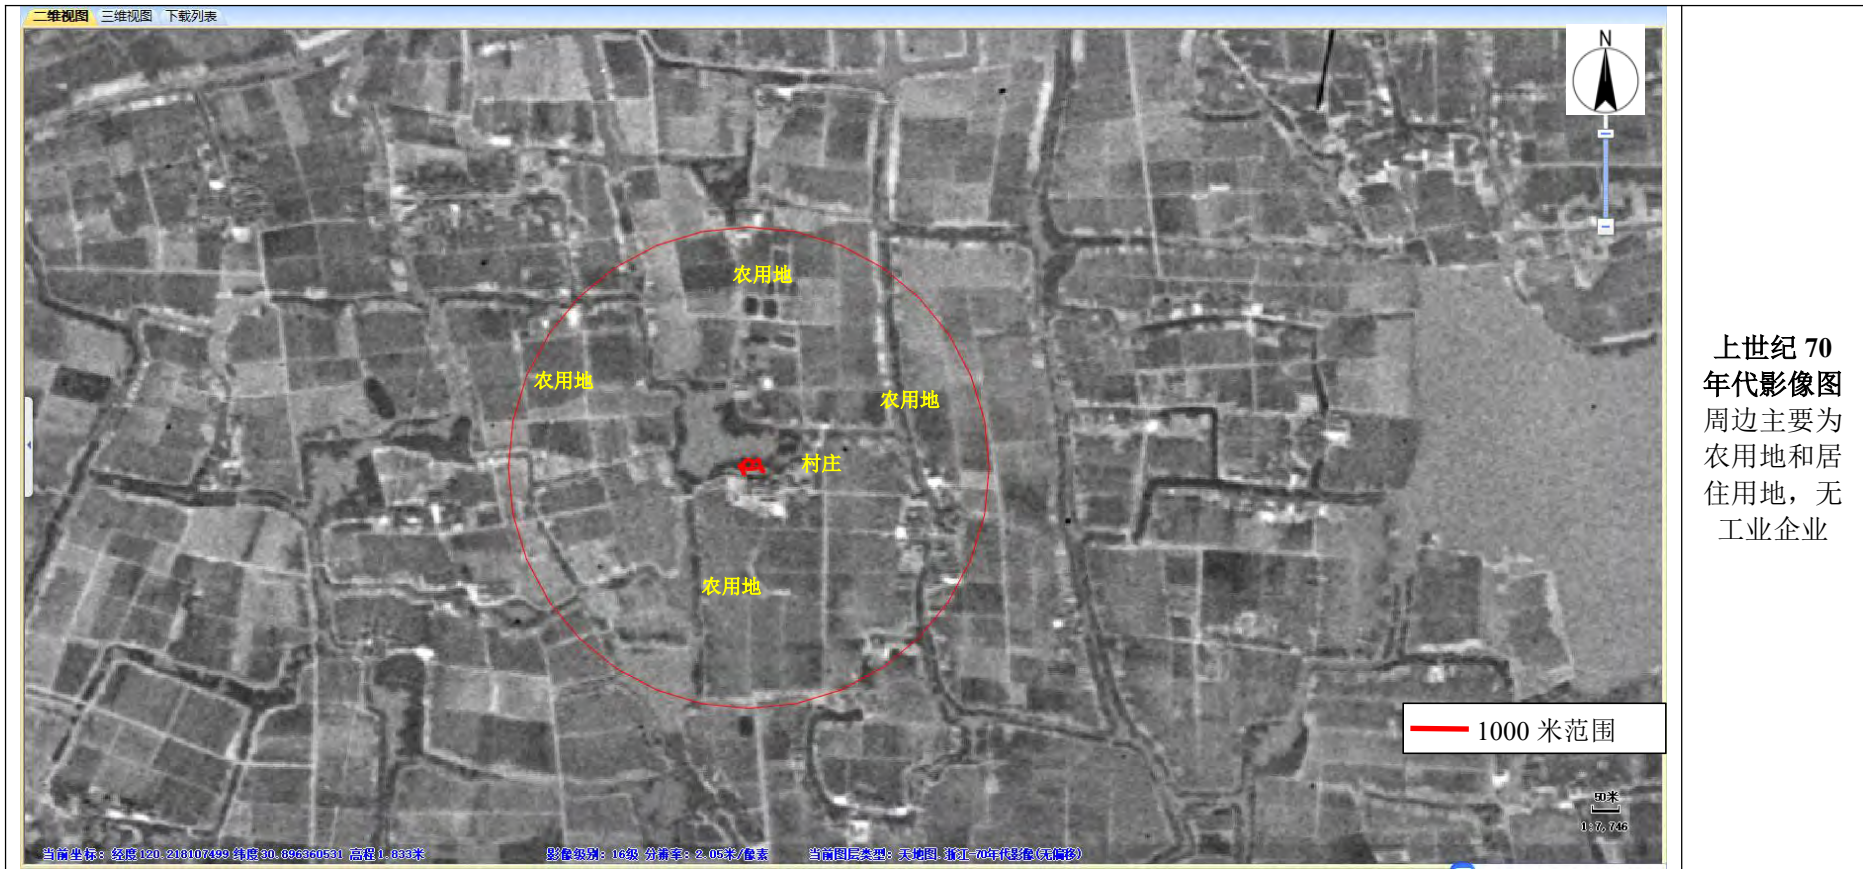 二维视图 三维视图 下载列表
N
农用地
农用地
农用地
村庄
农用地
1000 米范围
50米
1:7,746
当前坐标：经度120.218107499 纬度30.896360531 高程1.833米 影像级别：16级 分辨率：2.05米/像素 当前图层类型：天地图.浙江-70年代影像(无偏移)
上世纪 70
年代影像图
周边主要为
农用地和居
住用地，无
工业企业